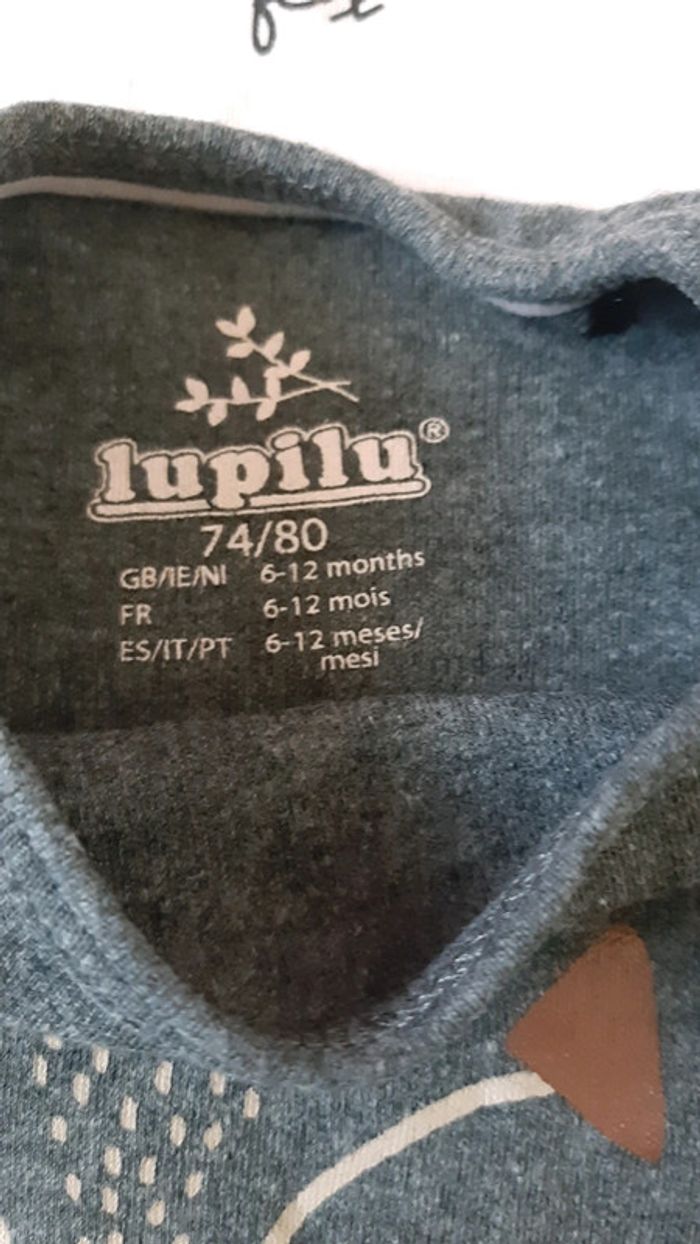 lupilu®
74/80
GB/IE/NI 6-12 months
FR 6-12 mois
ES/IT/PT 6-12 meses/
mesi